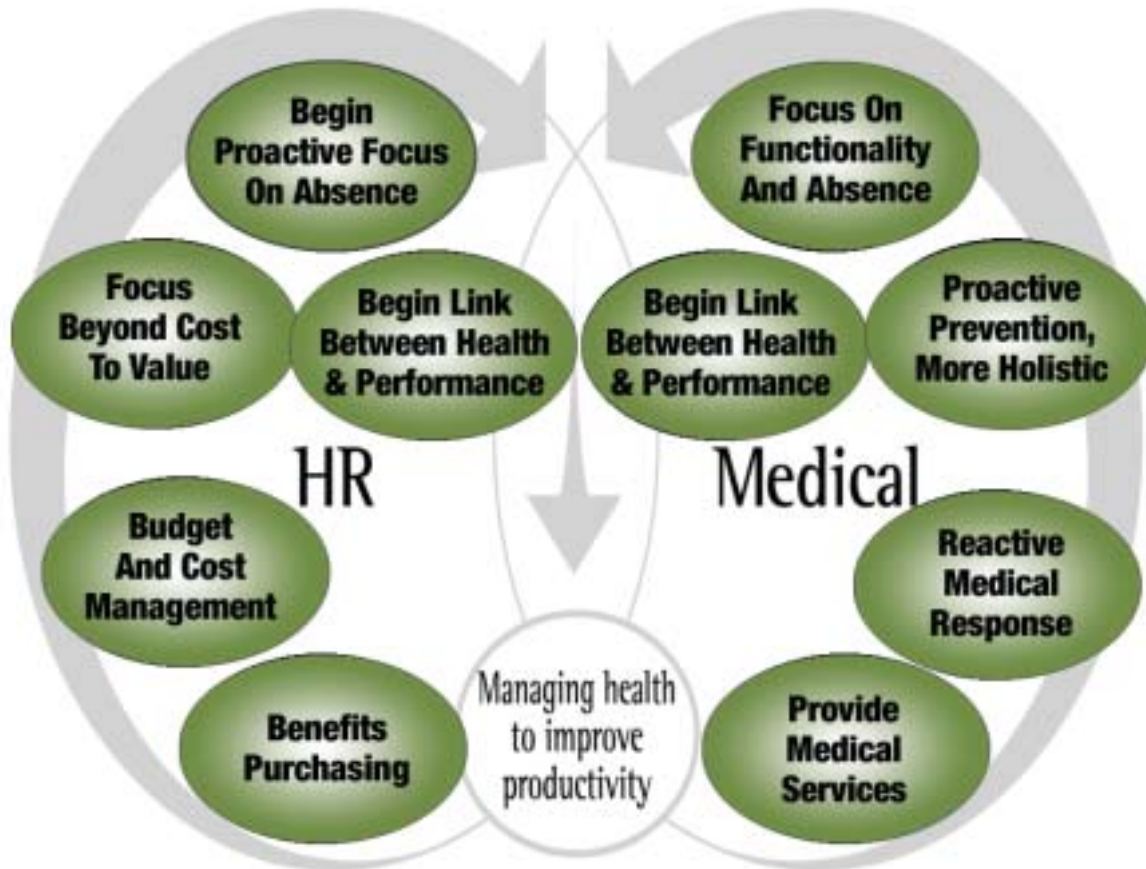 Begin
Proactive Focus
On Absence
Focus On
Functionality
And Absence
Focus
Beyond Cost
To Value
Begin Link
Between Health
& Performance
Begin Link
Between Health
& Performance
Proactive
Prevention,
More Holistic
HR
Medical
Budget
And Cost
Management
Reactive
Medical
Response
Benefits
Purchasing
Managing health
to improve
productivity
Provide
Medical
Services